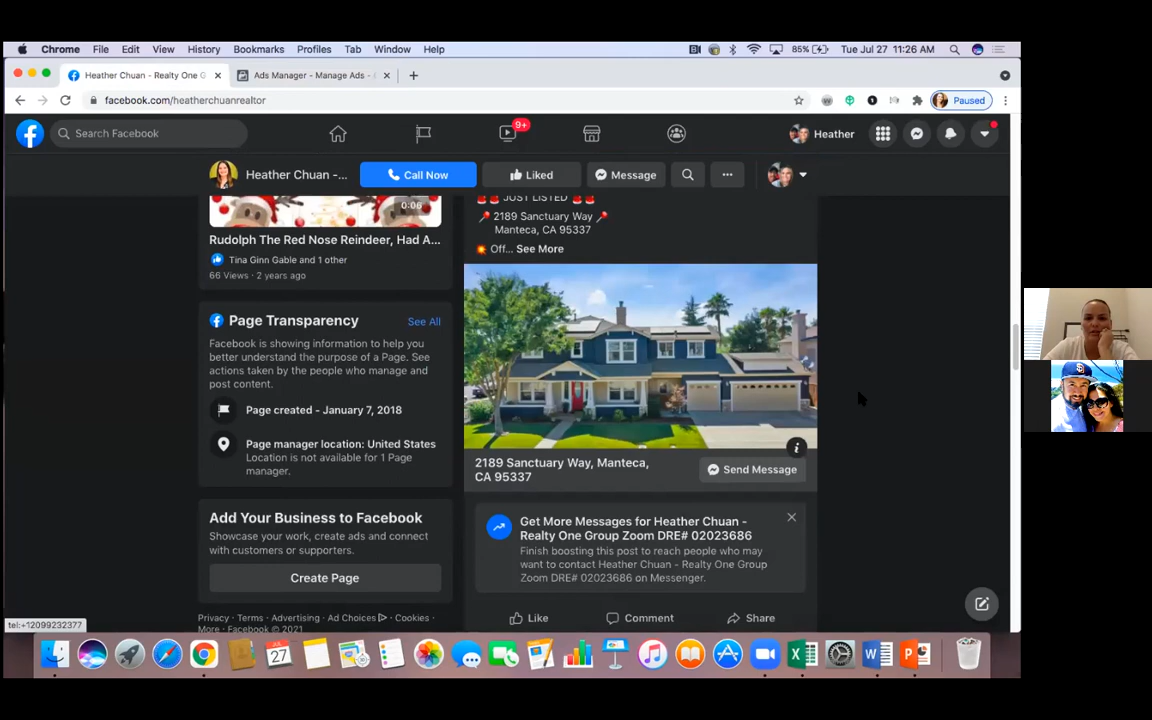 Chrome File Edit View History Bookmarks Profiles Tab Window Help 85% Tue Jul 27 11:26 AM
Heather Chuan - Realty One G Ads Manager - Manage Ads -
facebook.com/heatherchuanrealtor Paused
Search Facebook 9+ Heather
Heather Chuan -... Call Now Liked Message
0:06
Rudolph The Red Nose Reindeer, Had A...
Tina Ginn Gable and 1 other
66 Views · 2 years ago
Page Transparency See All
Facebook is showing information to help you
better understand the purpose of a Page. See
actions taken by the people who manage and
post content.
Page created - January 7, 2018
Page manager location: United States
Location is not available for 1 Page
manager.
Add Your Business to Facebook
Showcase your work, create ads and connect
with customers or supporters.
Create Page
Privacy · Terms · Advertising · Ad Choices · Cookies ·
More · Facebook © 2021
tel:+12099232377
JUST LISTED
2189 Sanctuary Way
Manteca, CA 95337
Off... See More
2189 Sanctuary Way, Manteca,
CA 95337
Send Message
Get More Messages for Heather Chuan -
Realty One Group Zoom DRE# 02023686
Finish boosting this post to reach people who may
want to contact Heather Chuan - Realty One Group
Zoom DRE# 02023686 on Messenger.
Like Comment Share
JUL
27